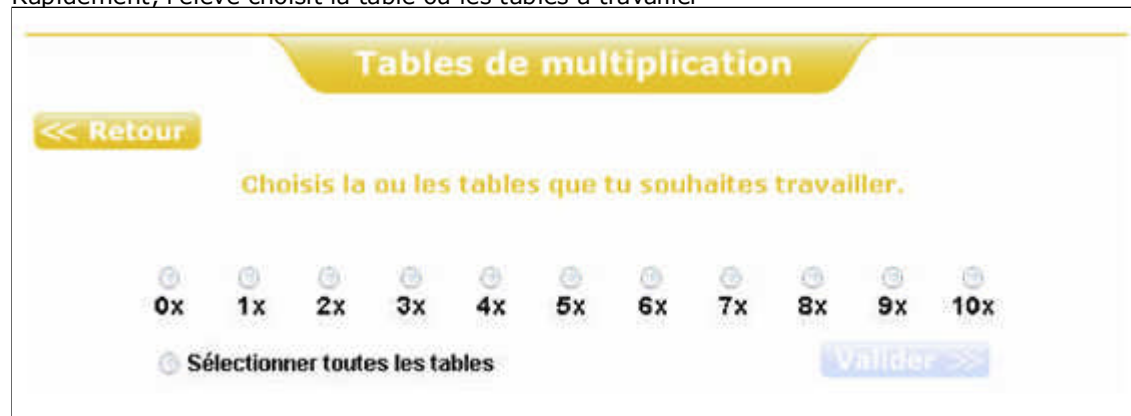 Rapidement, l'élève choisit la table ou les tables à travailler
Tables de multiplication
<< Retour
Choisis la ou les tables que tu souhaites travailler.
0x 1x 2x 3x 4x 5x 6x 7x 8x 9x 10x
Sélectionner toutes les tables
Valider >>